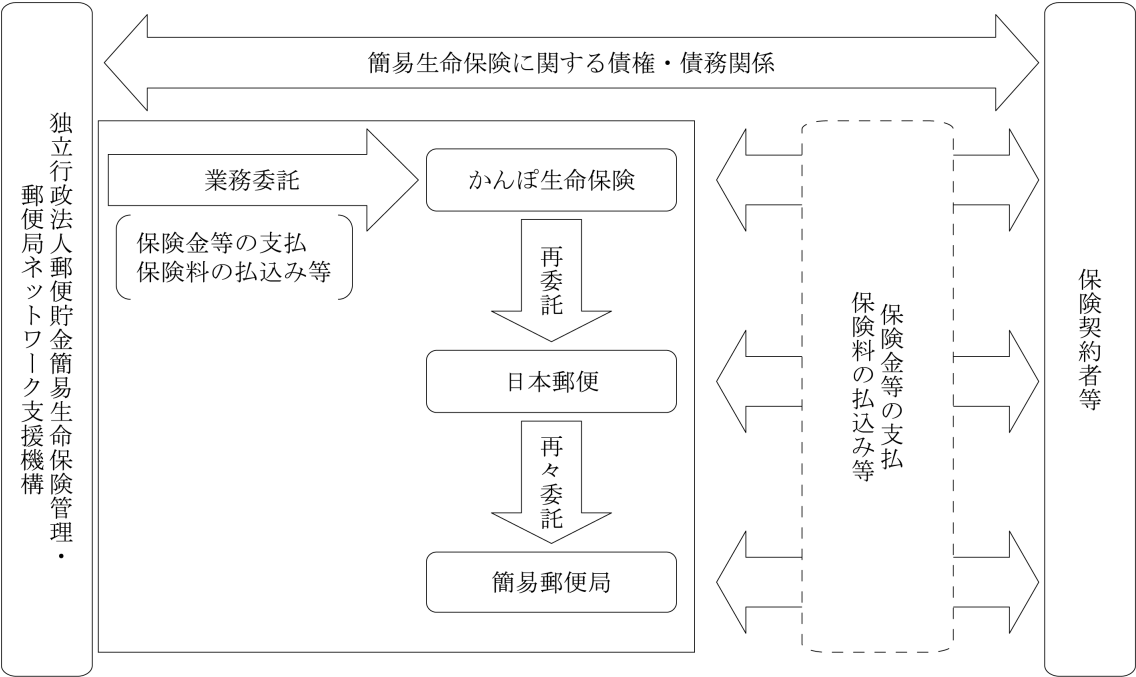 簡易生命保険に関する債権・債務関係
独立行政法人郵便貯金簡易生命保険管理・
郵便局ネットワーク支援機構
業務委託
保険金等の支払
保険料の払込み等
かんぽ生命保険
再委託
日本郵便
再々委託
簡易郵便局
保険金等の支払
保険料の払込み等
保険契約者等